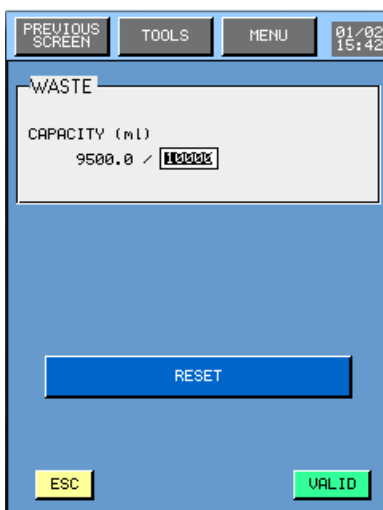 PREVIOUS
SCREEN
TOOLS
MENU
01/02
15:42
WASTE
CAPACITY (ml)
9500.0 / 10000
RESET
ESC
VALID